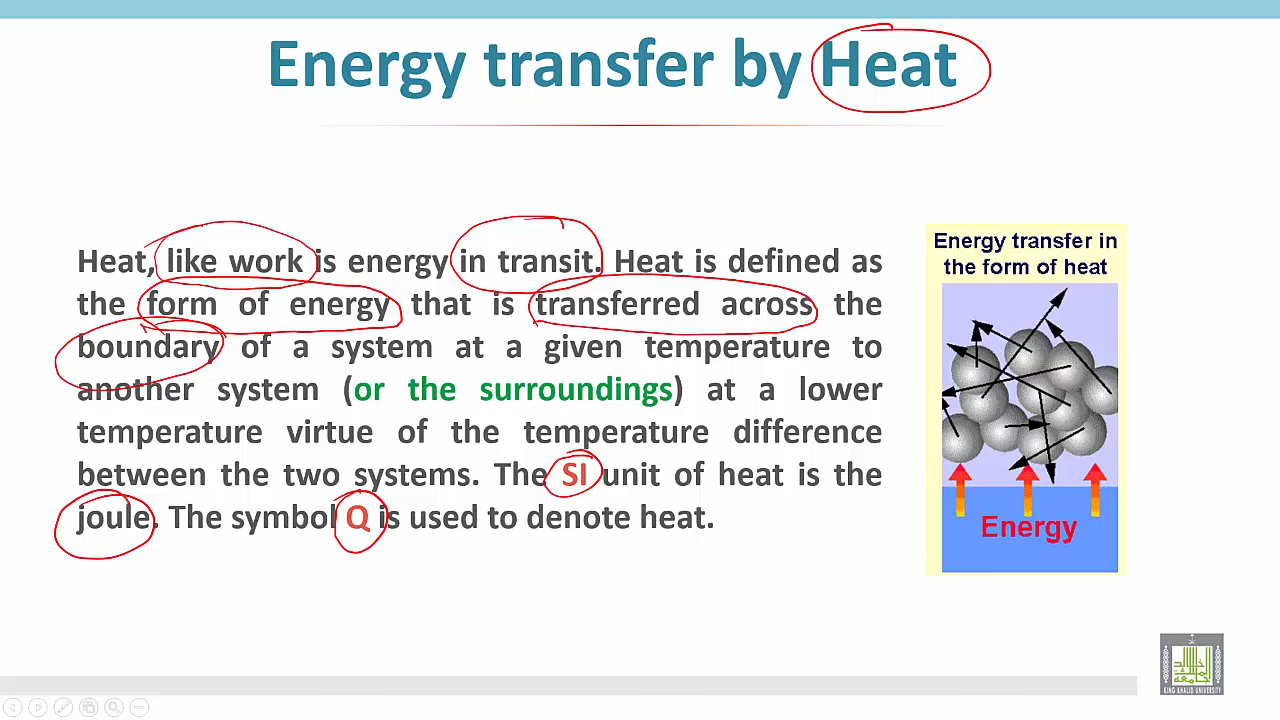 Energy transfer by Heat
Heat, like work is energy in transit. Heat is defined as
the form of energy that is transferred across the
boundary of a system at a given temperature to
another system (or the surroundings) at a lower
temperature virtue of the temperature difference
between the two systems. The SI unit of heat is the
joule. The symbol Q is used to denote heat.
Energy transfer in
the form of heat
Energy
KING KHALID UNIVERSITY